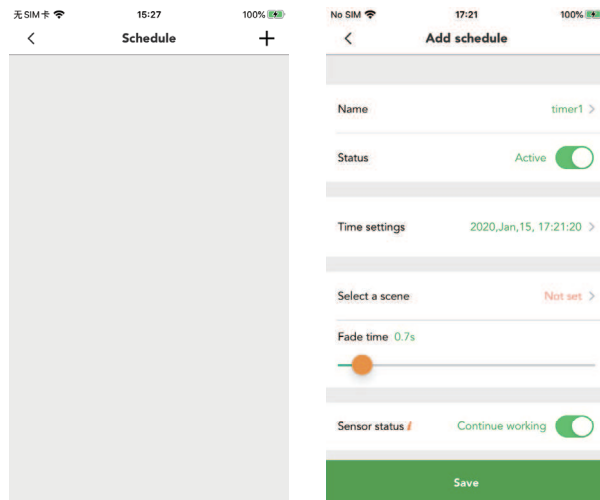 无SIM卡 15:27 100%
Schedule
No SIM 17:21 100%
Add schedule
Name timer1
Status Active
Time settings 2020,Jan,15, 17:21:20
Select a scene Not set
Fade time 0.7s
Sensor status i Continue working
Save